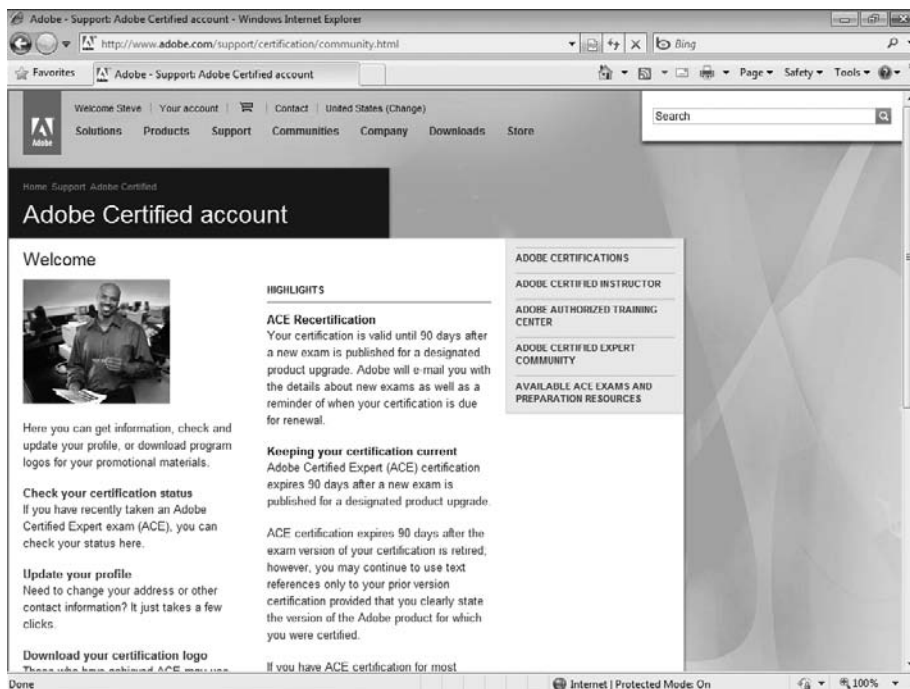 Adobe - Support: Adobe Certified account - Windows Internet Explorer
http://www.adobe.com/support/certification/community.html
Bing
Favorites
Adobe - Support: Adobe Certified account
Page
Safety
Tools
Adobe
Welcome Steve | Your account | Contact | United States (Change)
Solutions Products Support Communities Company Downloads Store
Search
Home Support Adobe Certified
Adobe Certified account
Welcome
Here you can get information, check and
update your profile, or download program
logos for your promotional materials.
Check your certification status
If you have recently taken an Adobe
Certified Expert exam (ACE), you can
check your status here.
Update your profile
Need to change your address or other
contact information? It just takes a few
clicks.
Download your certification logo
HIGHLIGHTS
ACE Recertification
Your certification is valid until 90 days after
a new exam is published for a designated
product upgrade. Adobe will e-mail you with
the details about new exams as well as a
reminder of when your certification is due
for renewal.
Keeping your certification current
Adobe Certified Expert (ACE) certification
expires 90 days after a new exam is
published for a designated product upgrade.
ACE certification expires 90 days after the
exam version of your certification is retired;
however, you may continue to use text
references only to your prior version
certification provided that you clearly state
the version of the Adobe product for which
you were certified.
If you have ACE certification for most
ADOBE CERTIFICATIONS
ADOBE CERTIFIED INSTRUCTOR
ADOBE AUTHORIZED TRAINING
CENTER
ADOBE CERTIFIED EXPERT
COMMUNITY
AVAILABLE ACE EXAMS AND
PREPARATION RESOURCES
Done
Internet | Protected Mode: On
100%